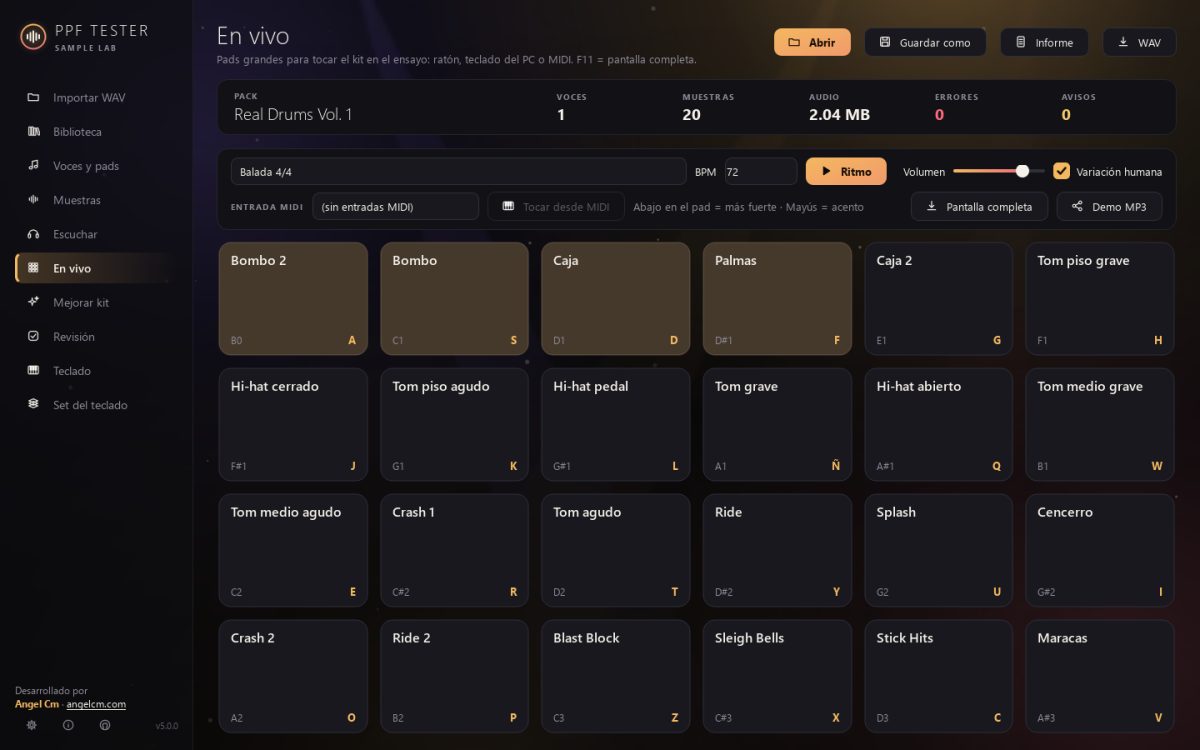 PPF TESTER
SAMPLE LAB
Importar WAV
Biblioteca
Voces y pads
Muestras
Escuchar
En vivo
Mejorar kit
Revisión
Teclado
Set del teclado
Desarrollado por
Angel Cm · angelcm.com
v5.0.0
En vivo
Pads grandes para tocar el kit en el ensayo: ratón, teclado del PC o MIDI. F11 = pantalla completa.
Abrir
Guardar como
Informe
WAV
PACK VOCES MUESTRAS AUDIO ERRORES AVISOS
Real Drums Vol. 1 1 20 2.04 MB 0 0
Balada 4/4 BPM 72 Ritmo Volumen Variación humana
ENTRADA MIDI (sin entradas MIDI) Tocar desde MIDI Abajo en el pad = más fuerte · Mayús = acento Pantalla completa Demo MP3
Bombo 2 Bombo Caja Palmas Caja 2 Tom piso grave
B0 A C1 S D1 D D#1 F E1 G F1 H
Hi-hat cerrado Tom piso agudo Hi-hat pedal Tom grave Hi-hat abierto Tom medio grave
F#1 J G1 K G#1 L A1 Ñ A#1 Q B1 W
Tom medio agudo Crash 1 Tom agudo Ride Splash Cencerro
C2 E C#2 R D2 T D#2 Y G2 U G#2 I
Crash 2 Ride 2 Blast Block Sleigh Bells Stick Hits Maracas
A2 O B2 P C3 Z C#3 X D3 C A#3 V